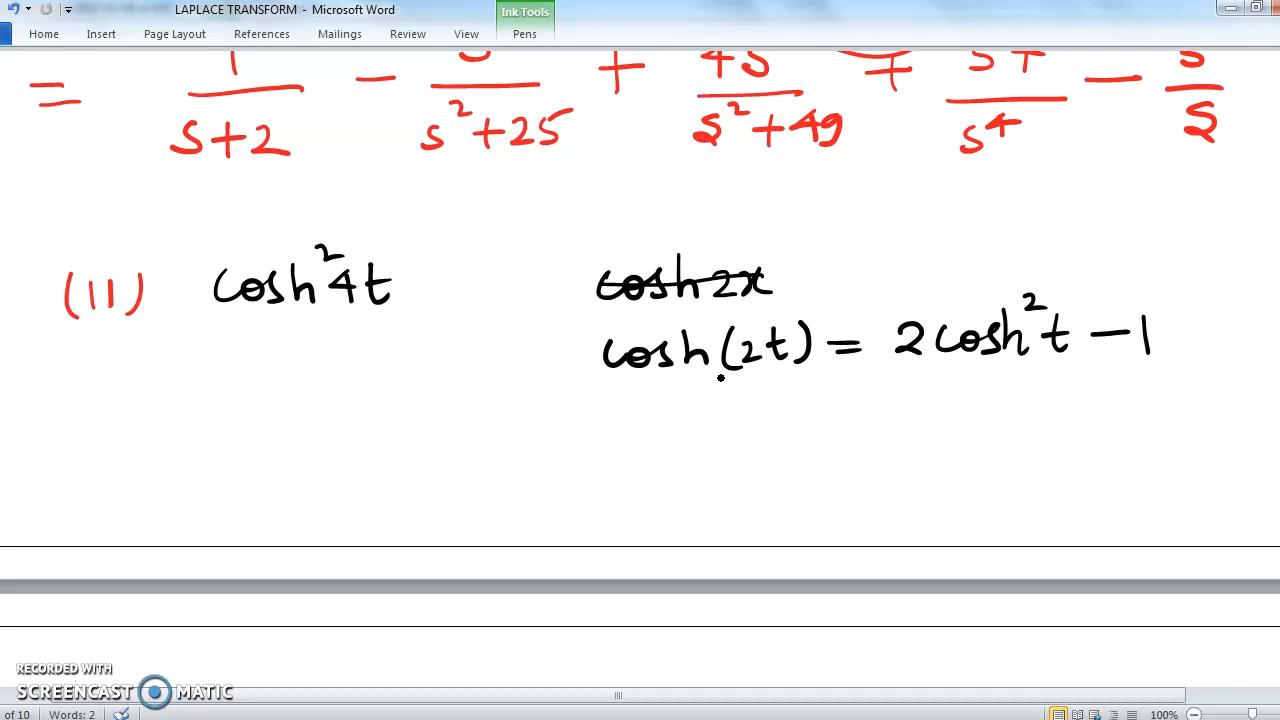 LAPLACE TRANSFORM - Microsoft Word
Ink Tools
Home Insert Page Layout References Mailings Review View Pens
= 1/(s+2) - /(s²+25) + 4s/(s²+49) + /s⁴ - 5/s
(11) cosh²4t
cosh2x
cosh(2t) = 2cosh²t - 1
RECORDED WITH
SCREENCAST MATIC
of 10 Words: 2 100%